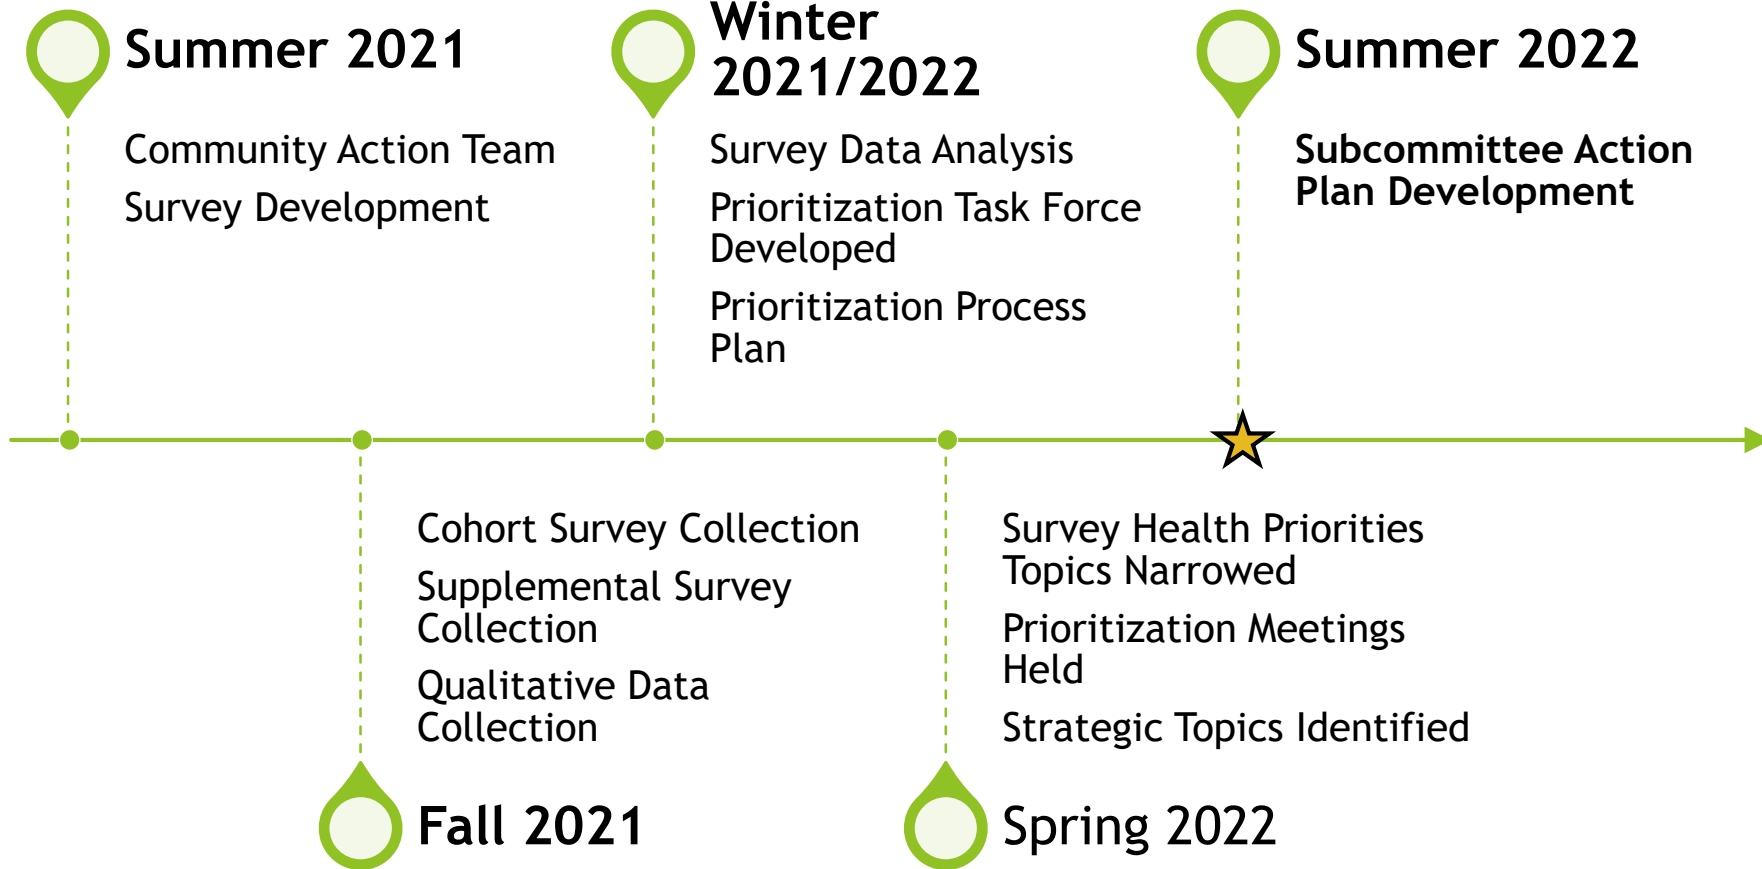 Summer 2021
Community Action Team
Survey Development
Winter
2021/2022
Survey Data Analysis
Prioritization Task Force
Developed
Prioritization Process
Plan
Summer 2022
Subcommittee Action
Plan Development
Cohort Survey Collection
Supplemental Survey
Collection
Qualitative Data
Collection
Fall 2021
Survey Health Priorities
Topics Narrowed
Prioritization Meetings
Held
Strategic Topics Identified
Spring 2022